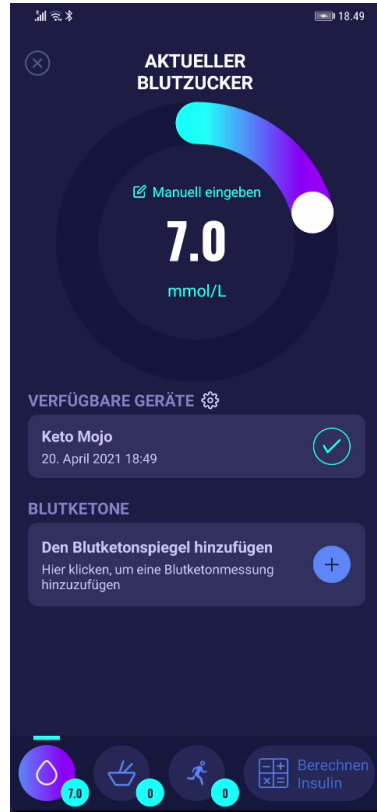 18.49
AKTUELLER
BLUTZUCKER
Manuell eingeben
7.0
mmol/L
VERFÜGBARE GERÄTE
Keto Mojo
20. April 2021 18:49
BLUTKETONE
Den Blutketonspiegel hinzufügen
Hier klicken, um eine Blutketonmessung
hinzuzufügen
7.0
0
0
Berechnen
Insulin